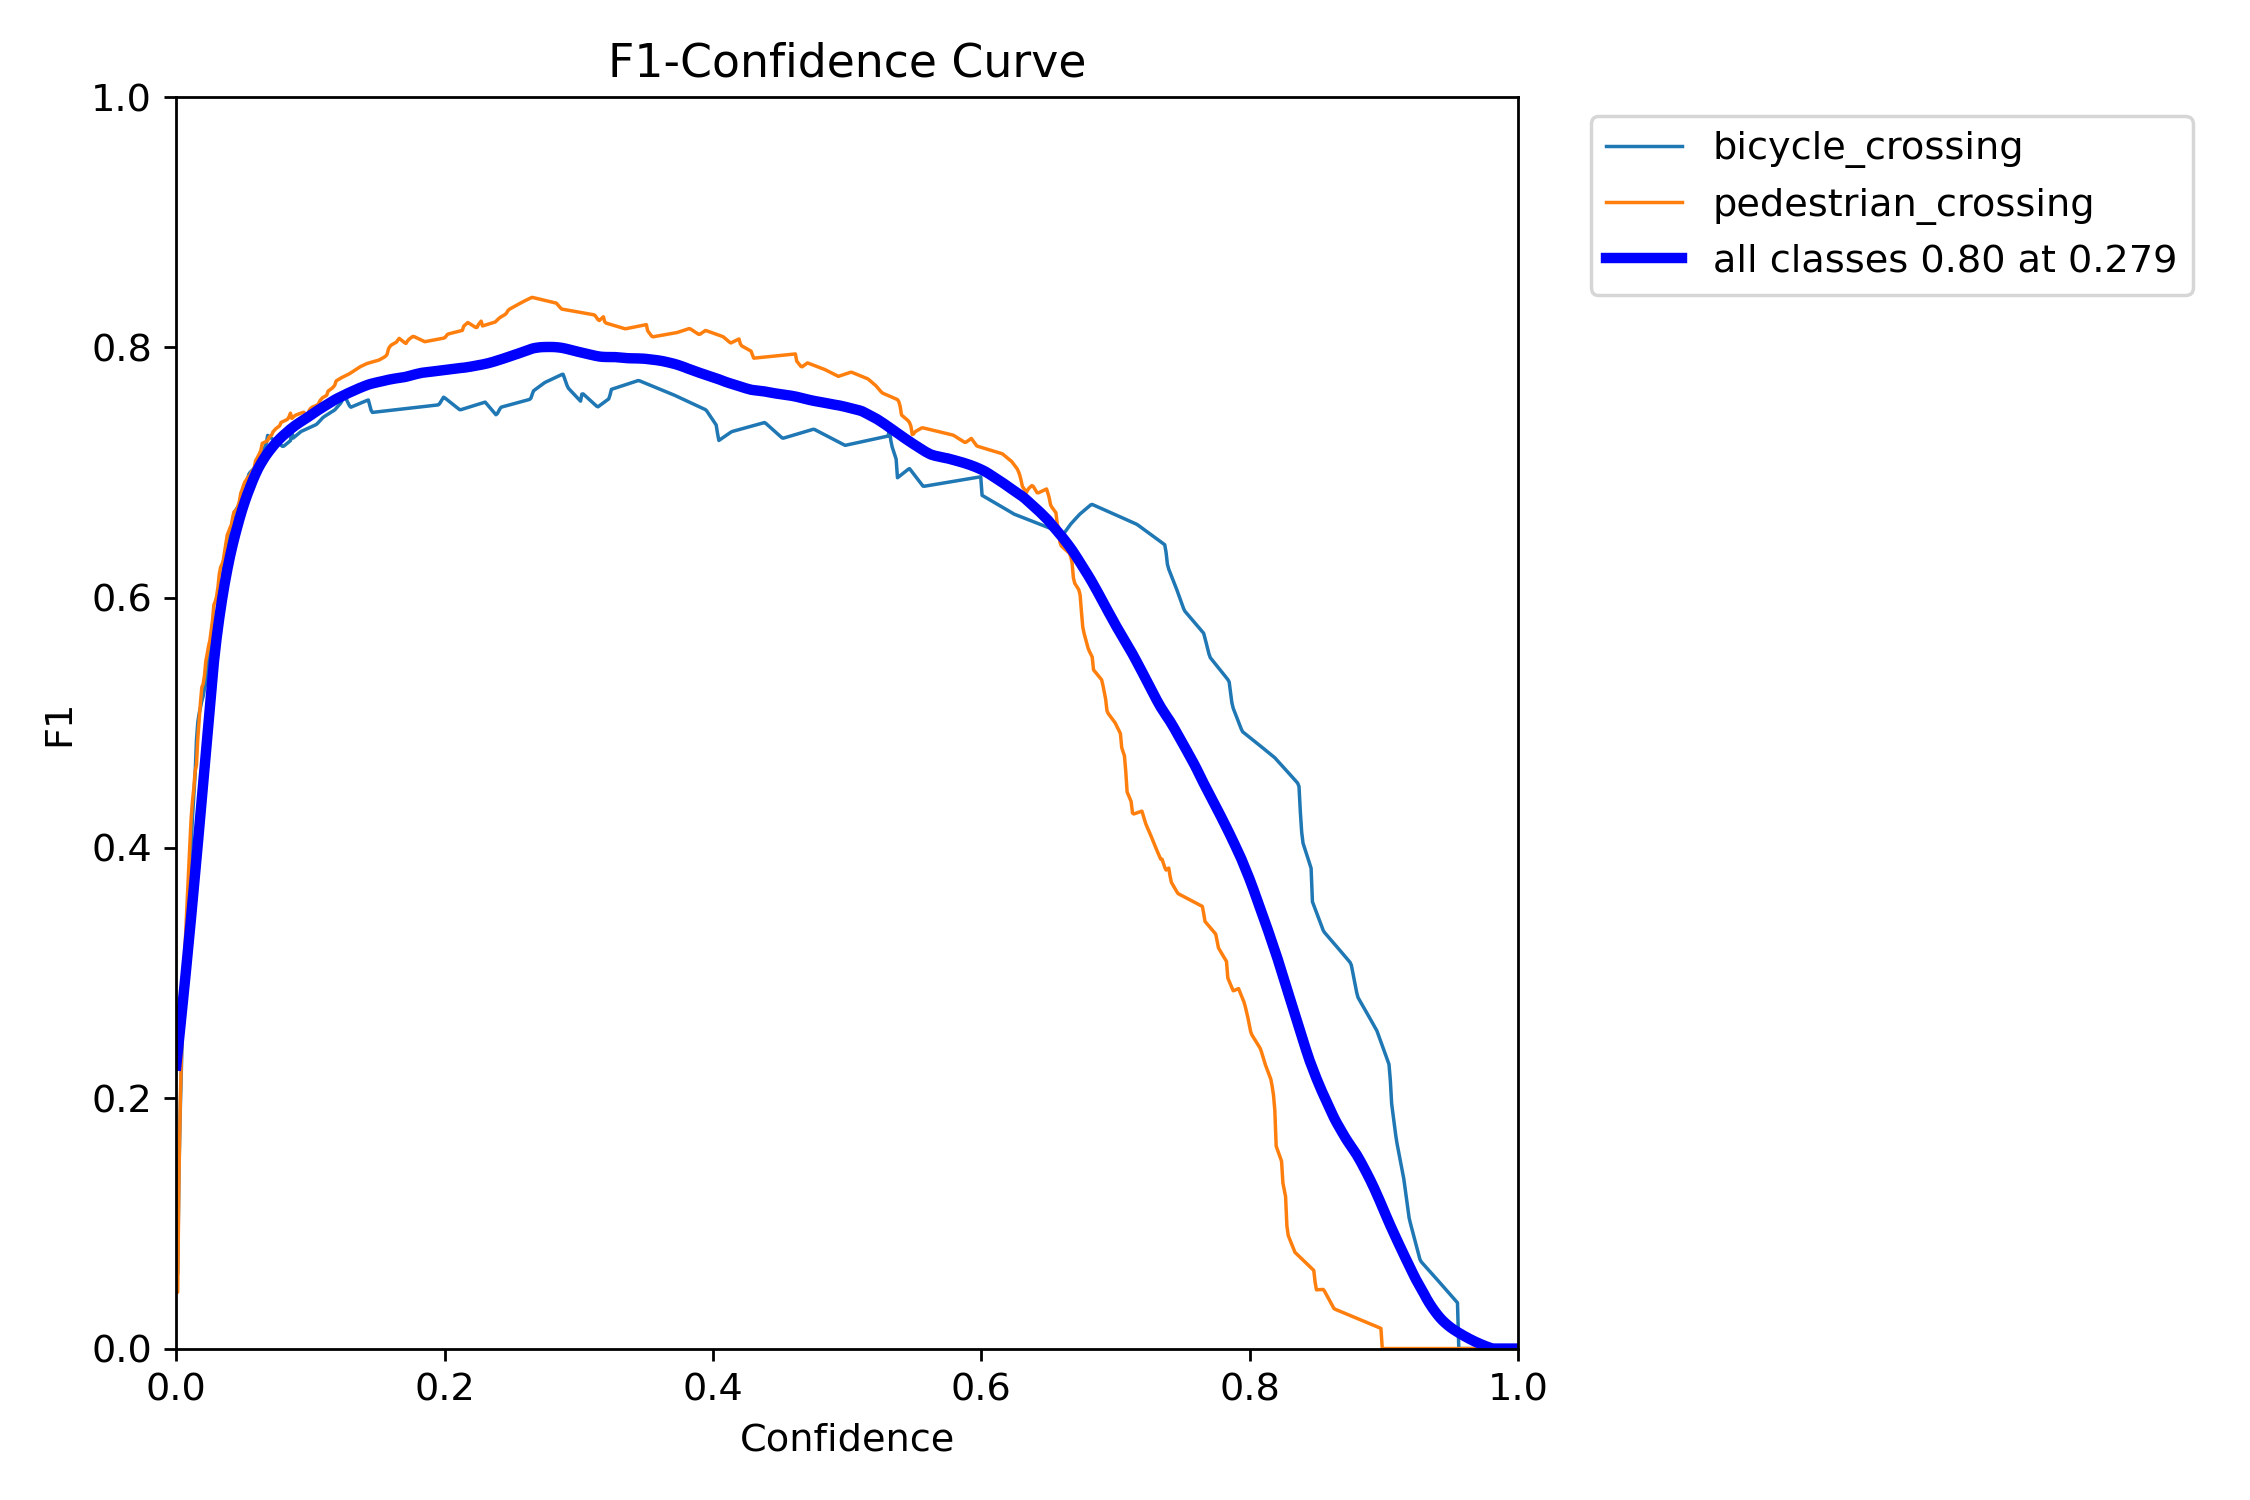 F1-Confidence Curve
1.0
0.8
0.6
0.4
0.2
0.0
F1
0.0 0.2 0.4 0.6 0.8 1.0
Confidence
bicycle_crossing
pedestrian_crossing
all classes 0.80 at 0.279